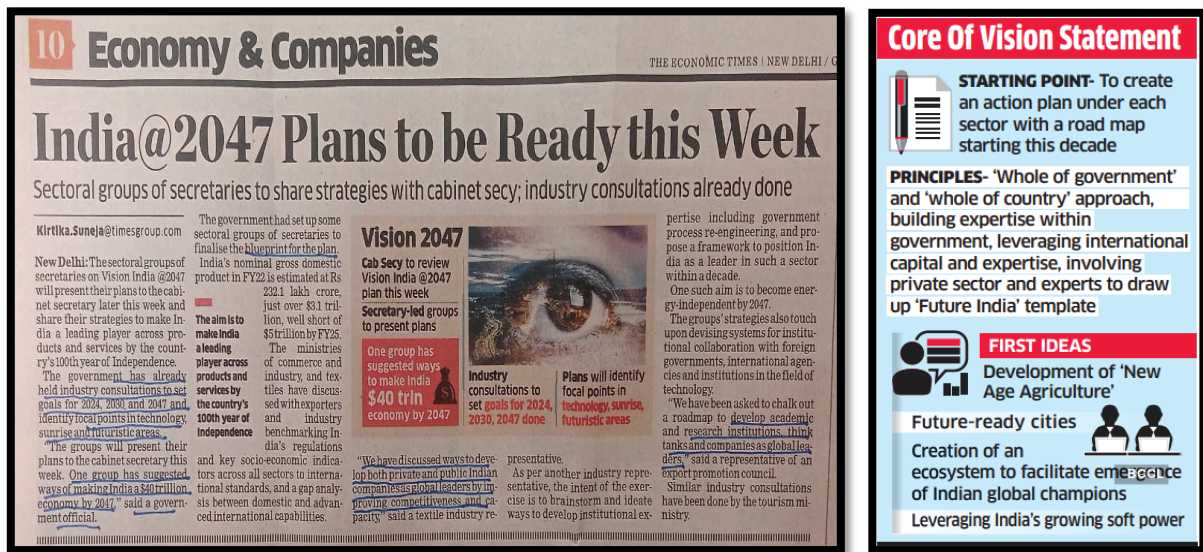 10 Economy & Companies
THE ECONOMIC TIMES | NEW DELHI / G
India@2047 Plans to be Ready this Week
Sectoral groups of secretaries to share strategies with cabinet secy; industry consultations already done
Kirtika.Suneja@timesgroup.com
New Delhi: The sectoral groups of
secretaries on Vision India @2047
will present their plans to the cabi-
net secretary later this week and
share their strategies to make In-
dia a leading player across pro-
ducts and services by the count-
ry's 100th year of Independence.
The government has already
held industry consultations to set
goals for 2024, 2030, and 2047 and
identify focal points in technology,
sunrise and futuristic areas.
"The groups will present their
plans to the cabinet secretary this
week. One group has suggested
ways of making India a $40 trillion
economy by 2047," said a govern-
ment official.
The government had set up some
sectoral groups of secretaries to
finalise the blueprint for the plan.
India's nominal gross domestic
product in FY22 is estimated at Rs
232.1 lakh crore,
just over $3.1 tril-
lion, well short of
$5 trillion by FY25.
The ministries
of commerce and
industry, and tex-
tiles have discus-
sed with exporters
and industry
benchmarking In-
dia's regulations
and key socio-economic indica-
tors across all sectors to interna-
tional standards, and a gap analy-
sis between domestic and advan-
ced international capabilities.
The aim is to
make India
a leading
player across
products and
services by
the country's
100th year of
Independence
Vision 2047
Cab Secy to review
Vision India @2047
plan this week
Secretary-led groups
to present plans
One group has
suggested ways
to make India
$40 trln
economy by 2047
Industry
consultations to
set goals for 2024,
2030, 2047 done
Plans will identify
focal points in
technology, sunrise,
futuristic areas
"We have discussed ways to deve-
lop both private and public Indian
companies as global leaders by im-
proving competitiveness and ca-
pacity," said a textile industry re-
presentative.
As per another industry repre-
sentative, the intent of the exer-
cise is to brainstorm and ideate
ways to develop institutional ex-
pertise including government
process re-engineering, and pro-
pose a framework to position In-
dia as a leader in such a sector
within a decade.
One such aim is to become ener-
gy-independent by 2047.
The groups' strategies also touch
upon devising systems for institu-
tional collaboration with foreign
governments, international agen-
cies and institutions in the field of
technology.
"We have been asked to chalk out
a roadmap to develop academic
and research institutions, think
tanks and companies as global lea-
ders," said a representative of an
export promotion council.
Similar industry consultations
have been done by the tourism mi-
nistry.
Core Of Vision Statement
STARTING POINT- To create
an action plan under each
sector with a road map
starting this decade
PRINCIPLES- 'Whole of government'
and 'whole of country' approach,
building expertise within
government, leveraging international
capital and expertise, involving
private sector and experts to draw
up 'Future India' template
FIRST IDEAS
Development of 'New
Age Agriculture'
Future-ready cities
Creation of an
ecosystem to facilitate emergence
of Indian global champions
BCCL
Leveraging India's growing soft power